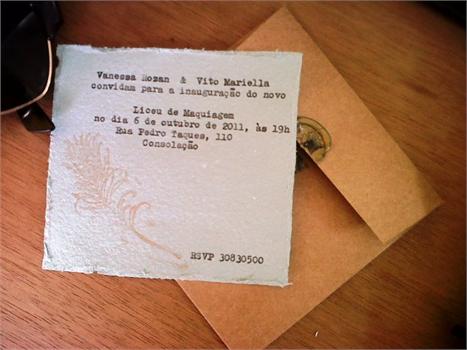 Vanessa Rozan & Vito Mariella
convidam para a inauguração do novo
Liceu de Maquiagem
no dia 6 de outubro de 2011, às 19h
Rua Pedro Taques, 110
Consolação
RSVP 30830500